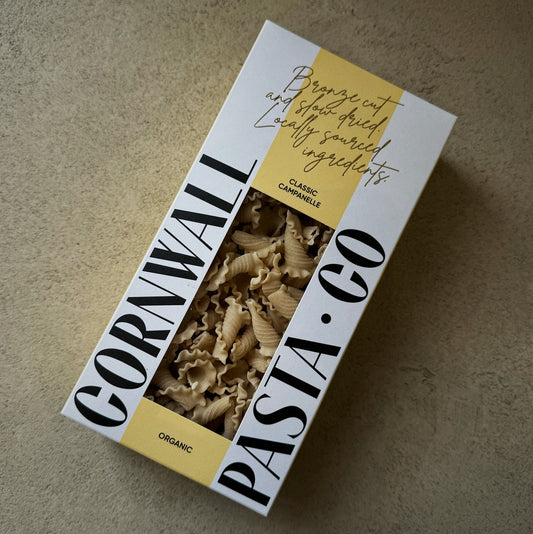 Bronze cut
and slow dried.
Locally sourced
ingredients.
CLASSIC
CAMPANELLE
CORNWALL
PASTA • CO
ORGANIC